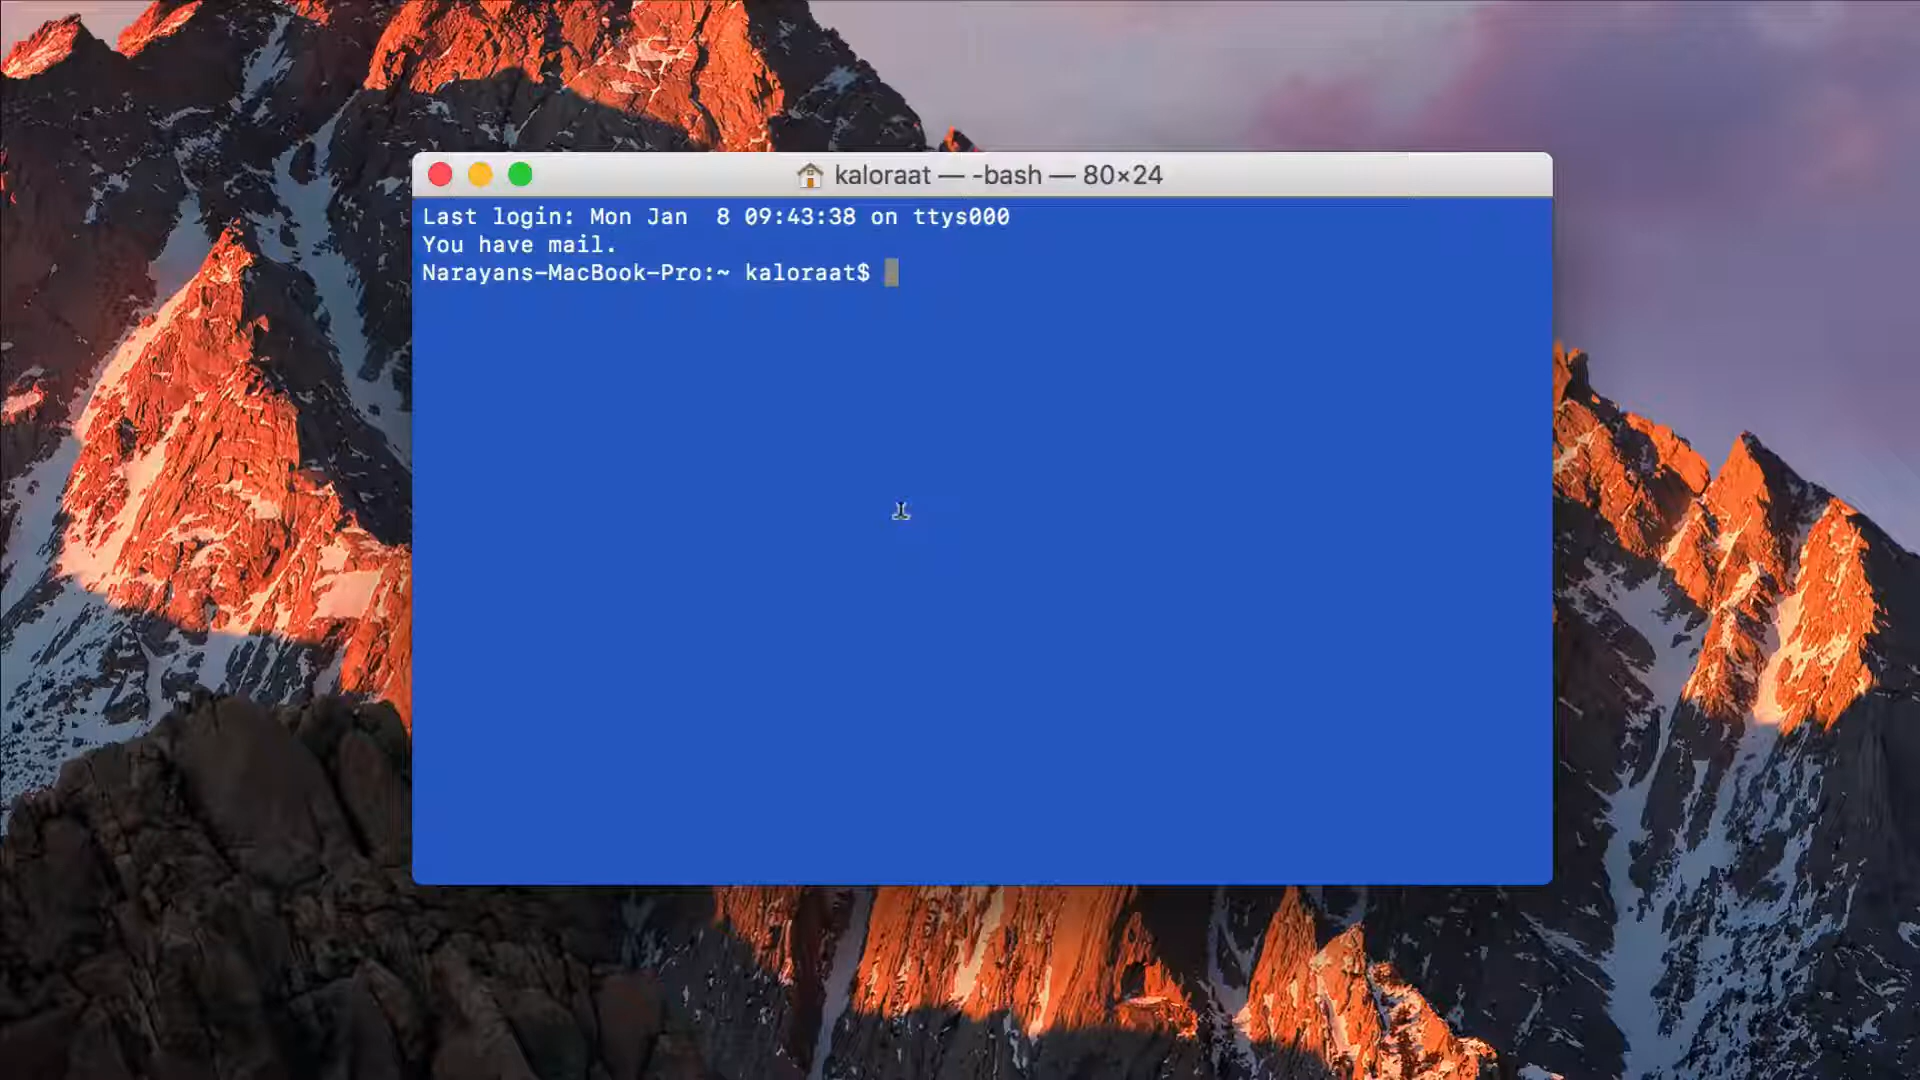 kaloraat — -bash — 80×24
Last login: Mon Jan  8 09:43:38 on ttys000
You have mail.
Narayans-MacBook-Pro:~ kaloraat$